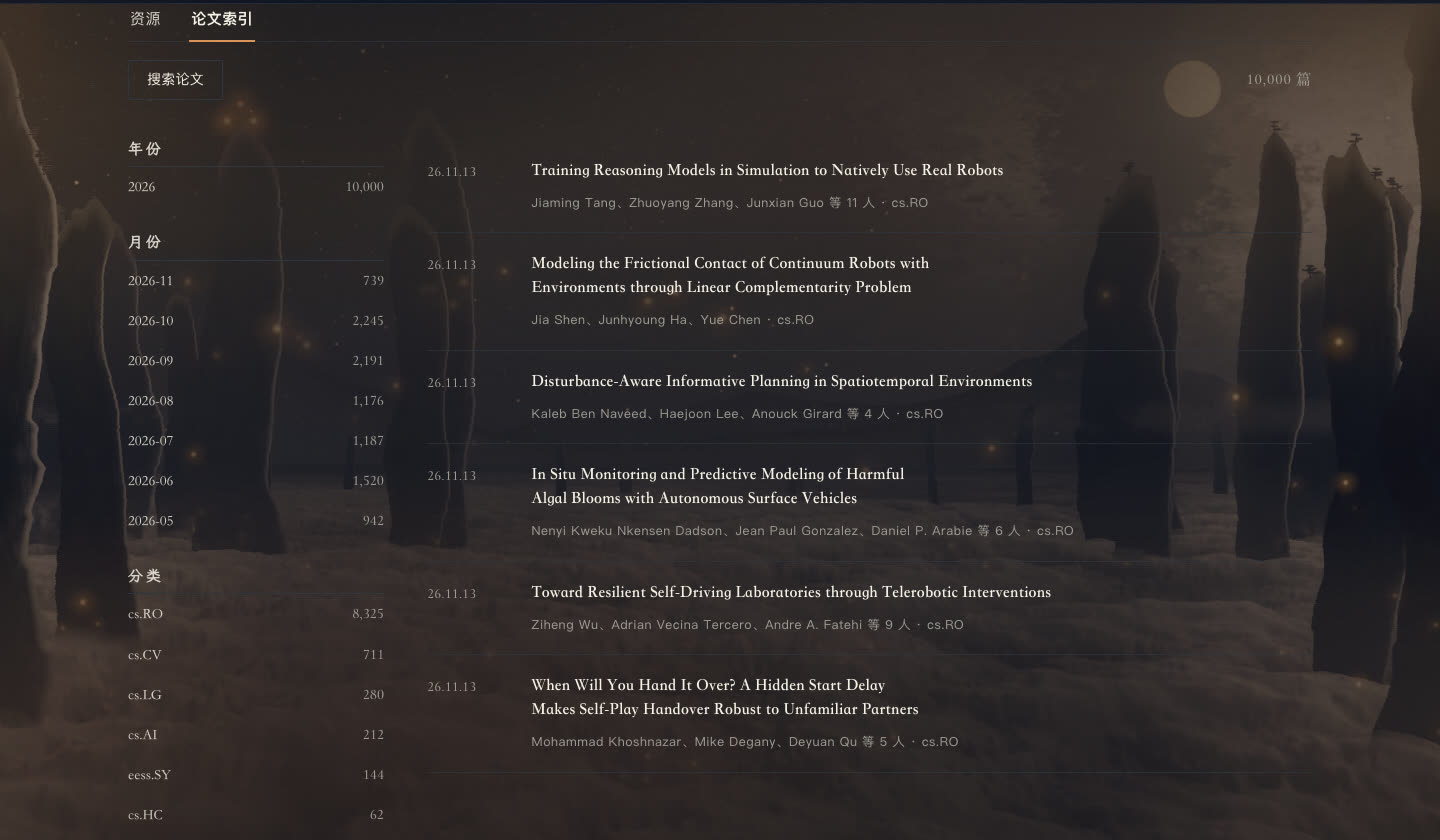 资源 论文索引
搜索论文
10,000 篇
年份
2026 10,000
月份
2026-11 739
2026-10 2,245
2026-09 2,191
2026-08 1,176
2026-07 1,187
2026-06 1,520
2026-05 942
分类
cs.RO 8,325
cs.CV 711
cs.LG 280
cs.AI 212
eess.SY 144
cs.HC 62
26.11.13
Training Reasoning Models in Simulation to Natively Use Real Robots
Jiaming Tang、Zhuoyang Zhang、Junxian Guo 等 11 人 · cs.RO
26.11.13
Modeling the Frictional Contact of Continuum Robots with
Environments through Linear Complementarity Problem
Jia Shen、Junhyoung Ha、Yue Chen · cs.RO
26.11.13
Disturbance-Aware Informative Planning in Spatiotemporal Environments
Kaleb Ben Naveed、Haejoon Lee、Anouck Girard 等 4 人 · cs.RO
26.11.13
In Situ Monitoring and Predictive Modeling of Harmful
Algal Blooms with Autonomous Surface Vehicles
Nenyi Kweku Nkensen Dadson、Jean Paul Gonzalez、Daniel P. Arabie 等 6 人 · cs.RO
26.11.13
Toward Resilient Self-Driving Laboratories through Telerobotic Interventions
Ziheng Wu、Adrian Vecina Tercero、Andre A. Fatehi 等 9 人 · cs.RO
26.11.13
When Will You Hand It Over? A Hidden Start Delay
Makes Self-Play Handover Robust to Unfamiliar Partners
Mohammad Khoshnazar、Mike Degany、Deyuan Qu 等 5 人 · cs.RO